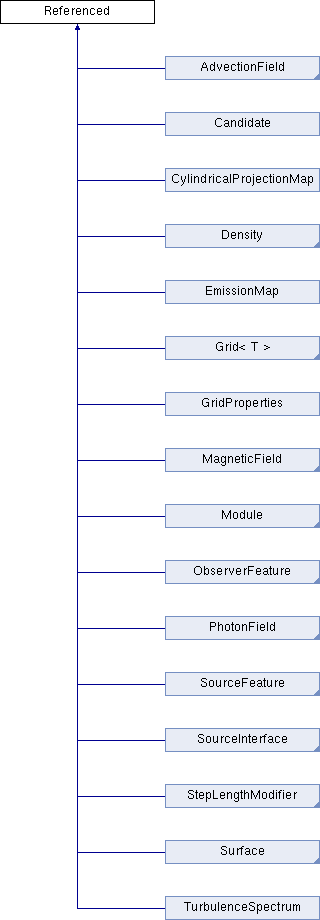 Referenced
AdvectionField
Candidate
CylindricalProjectionMap
Density
EmissionMap
Grid< T >
GridProperties
MagneticField
Module
ObserverFeature
PhotonField
SourceFeature
SourceInterface
StepLengthModifier
Surface
TurbulenceSpectrum